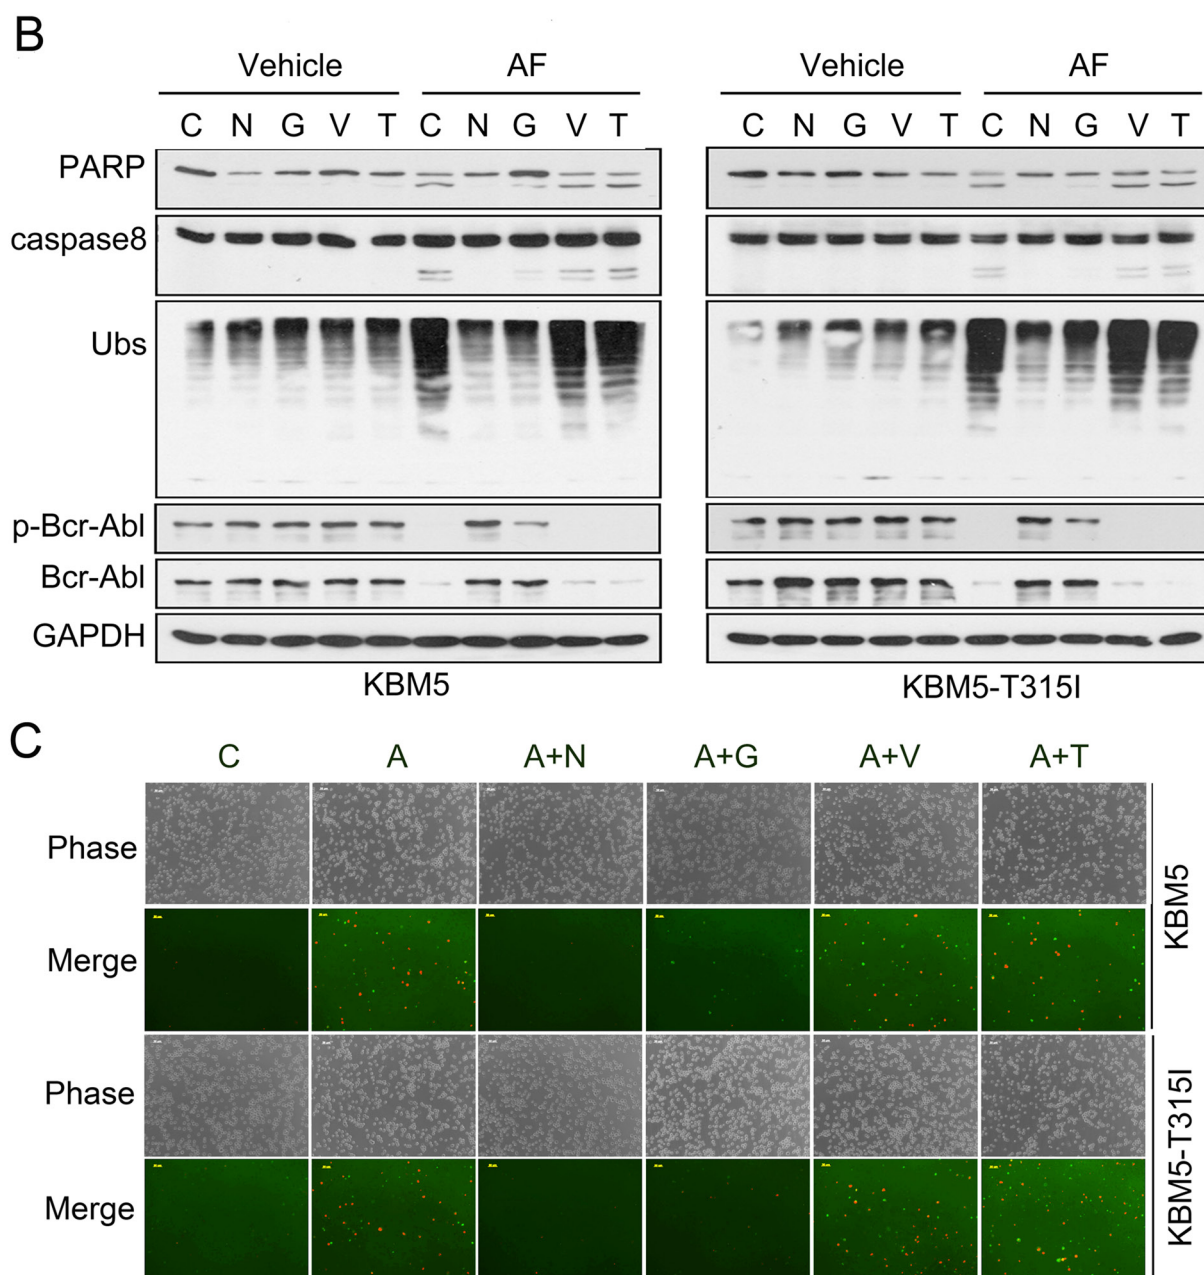 B
Vehicle AF Vehicle AF
C N G V T C N G V T C N G V T C N G V T
PARP
caspase8
Ubs
p-Bcr-Abl
Bcr-Abl
GAPDH
KBM5 KBM5-T315I
C
C A A+N A+G A+V A+T
Phase
Merge
KBM5
Phase
Merge
KBM5-T315I